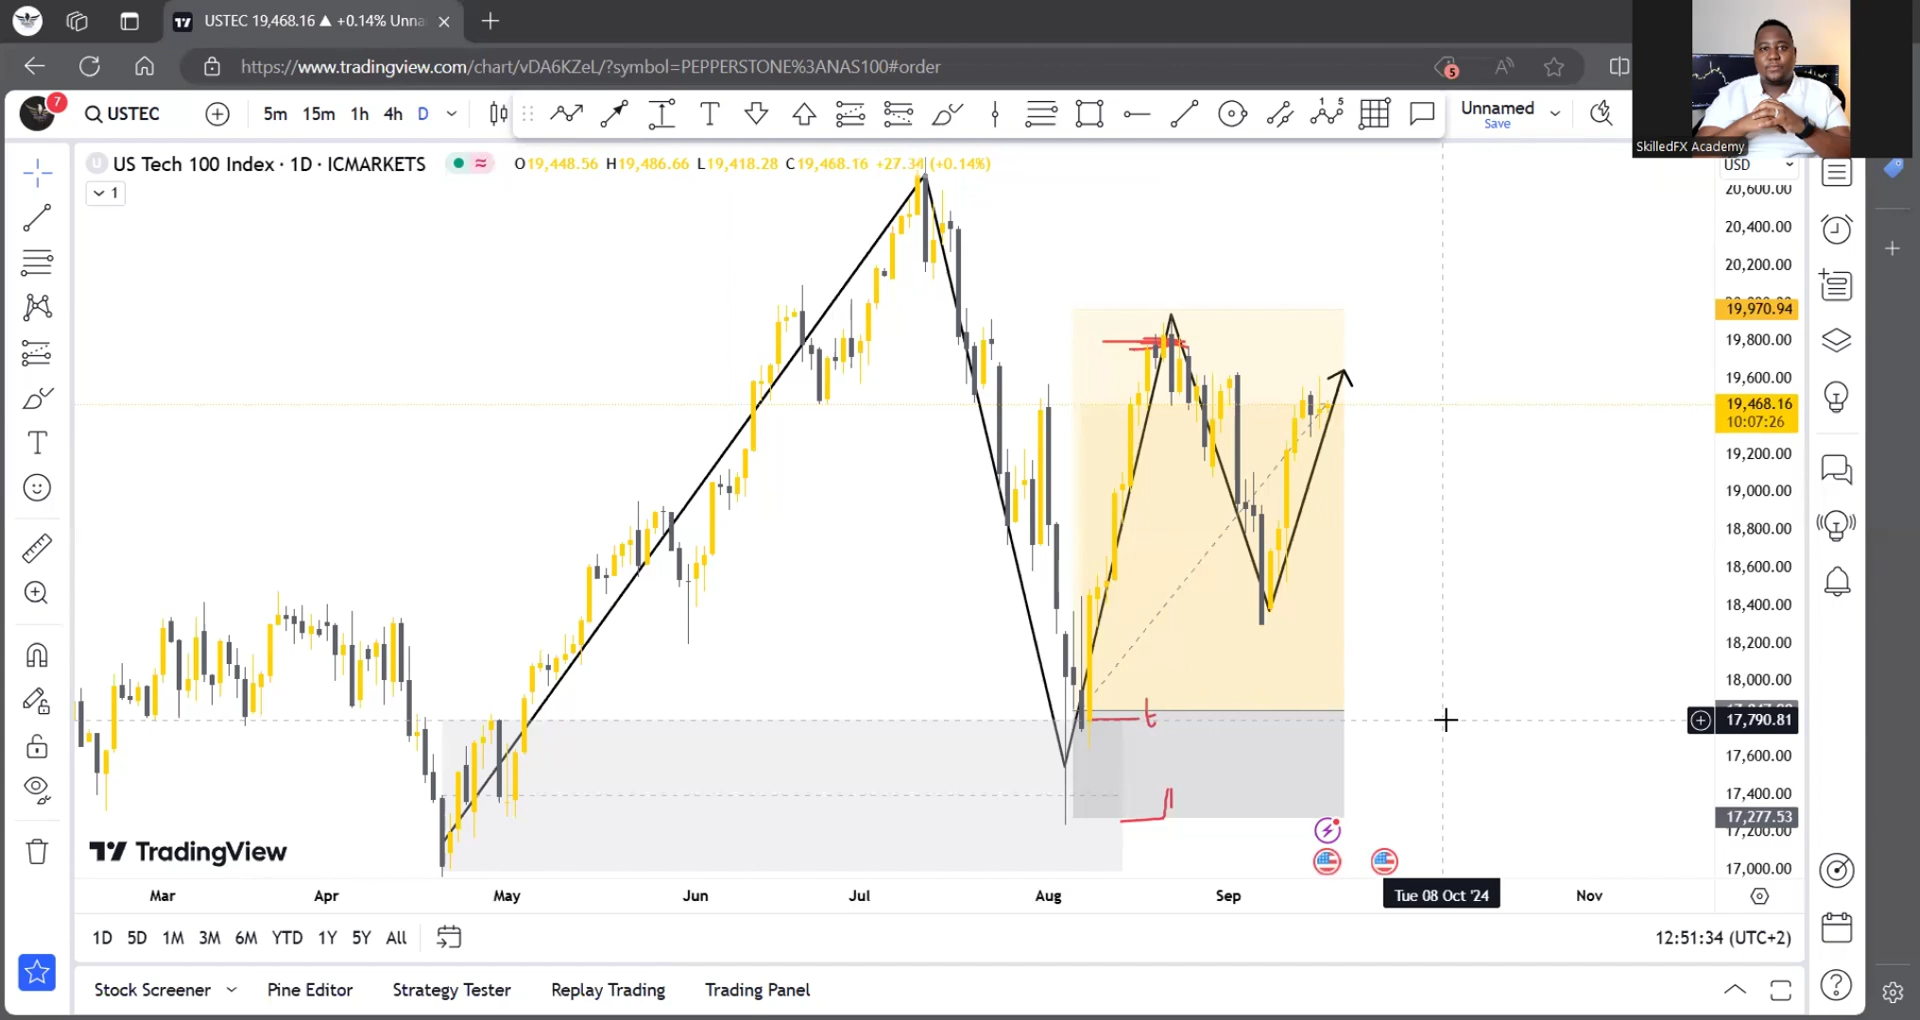 USTEC 19,468.16 ▲ +0.14% Unna
https://www.tradingview.com/chart/vDA6KZeL/?symbol=PEPPERSTONE%3ANAS100#order
5
7
USTEC
5m 15m 1h 4h D
Unnamed
Save
SkilledFX Academy
US Tech 100 Index · 1D · ICMARKETS
O19,448.56 H19,486.66 L19,418.28 C19,468.16 +27.34 (+0.14%)
USD
1
20,600.00
20,400.00
20,200.00
19,970.94
19,800.00
19,600.00
19,468.16
10:07:26
19,200.00
19,000.00
18,800.00
18,600.00
18,400.00
18,200.00
18,000.00
t
17,790.81
17,600.00
17,400.00
17,277.53
17,200.00
17,000.00
TradingView
Mar Apr May Jun Jul Aug Sep Tue 08 Oct '24 Nov
1D 5D 1M 3M 6M YTD 1Y 5Y All
12:51:34 (UTC+2)
Stock Screener Pine Editor Strategy Tester Replay Trading Trading Panel